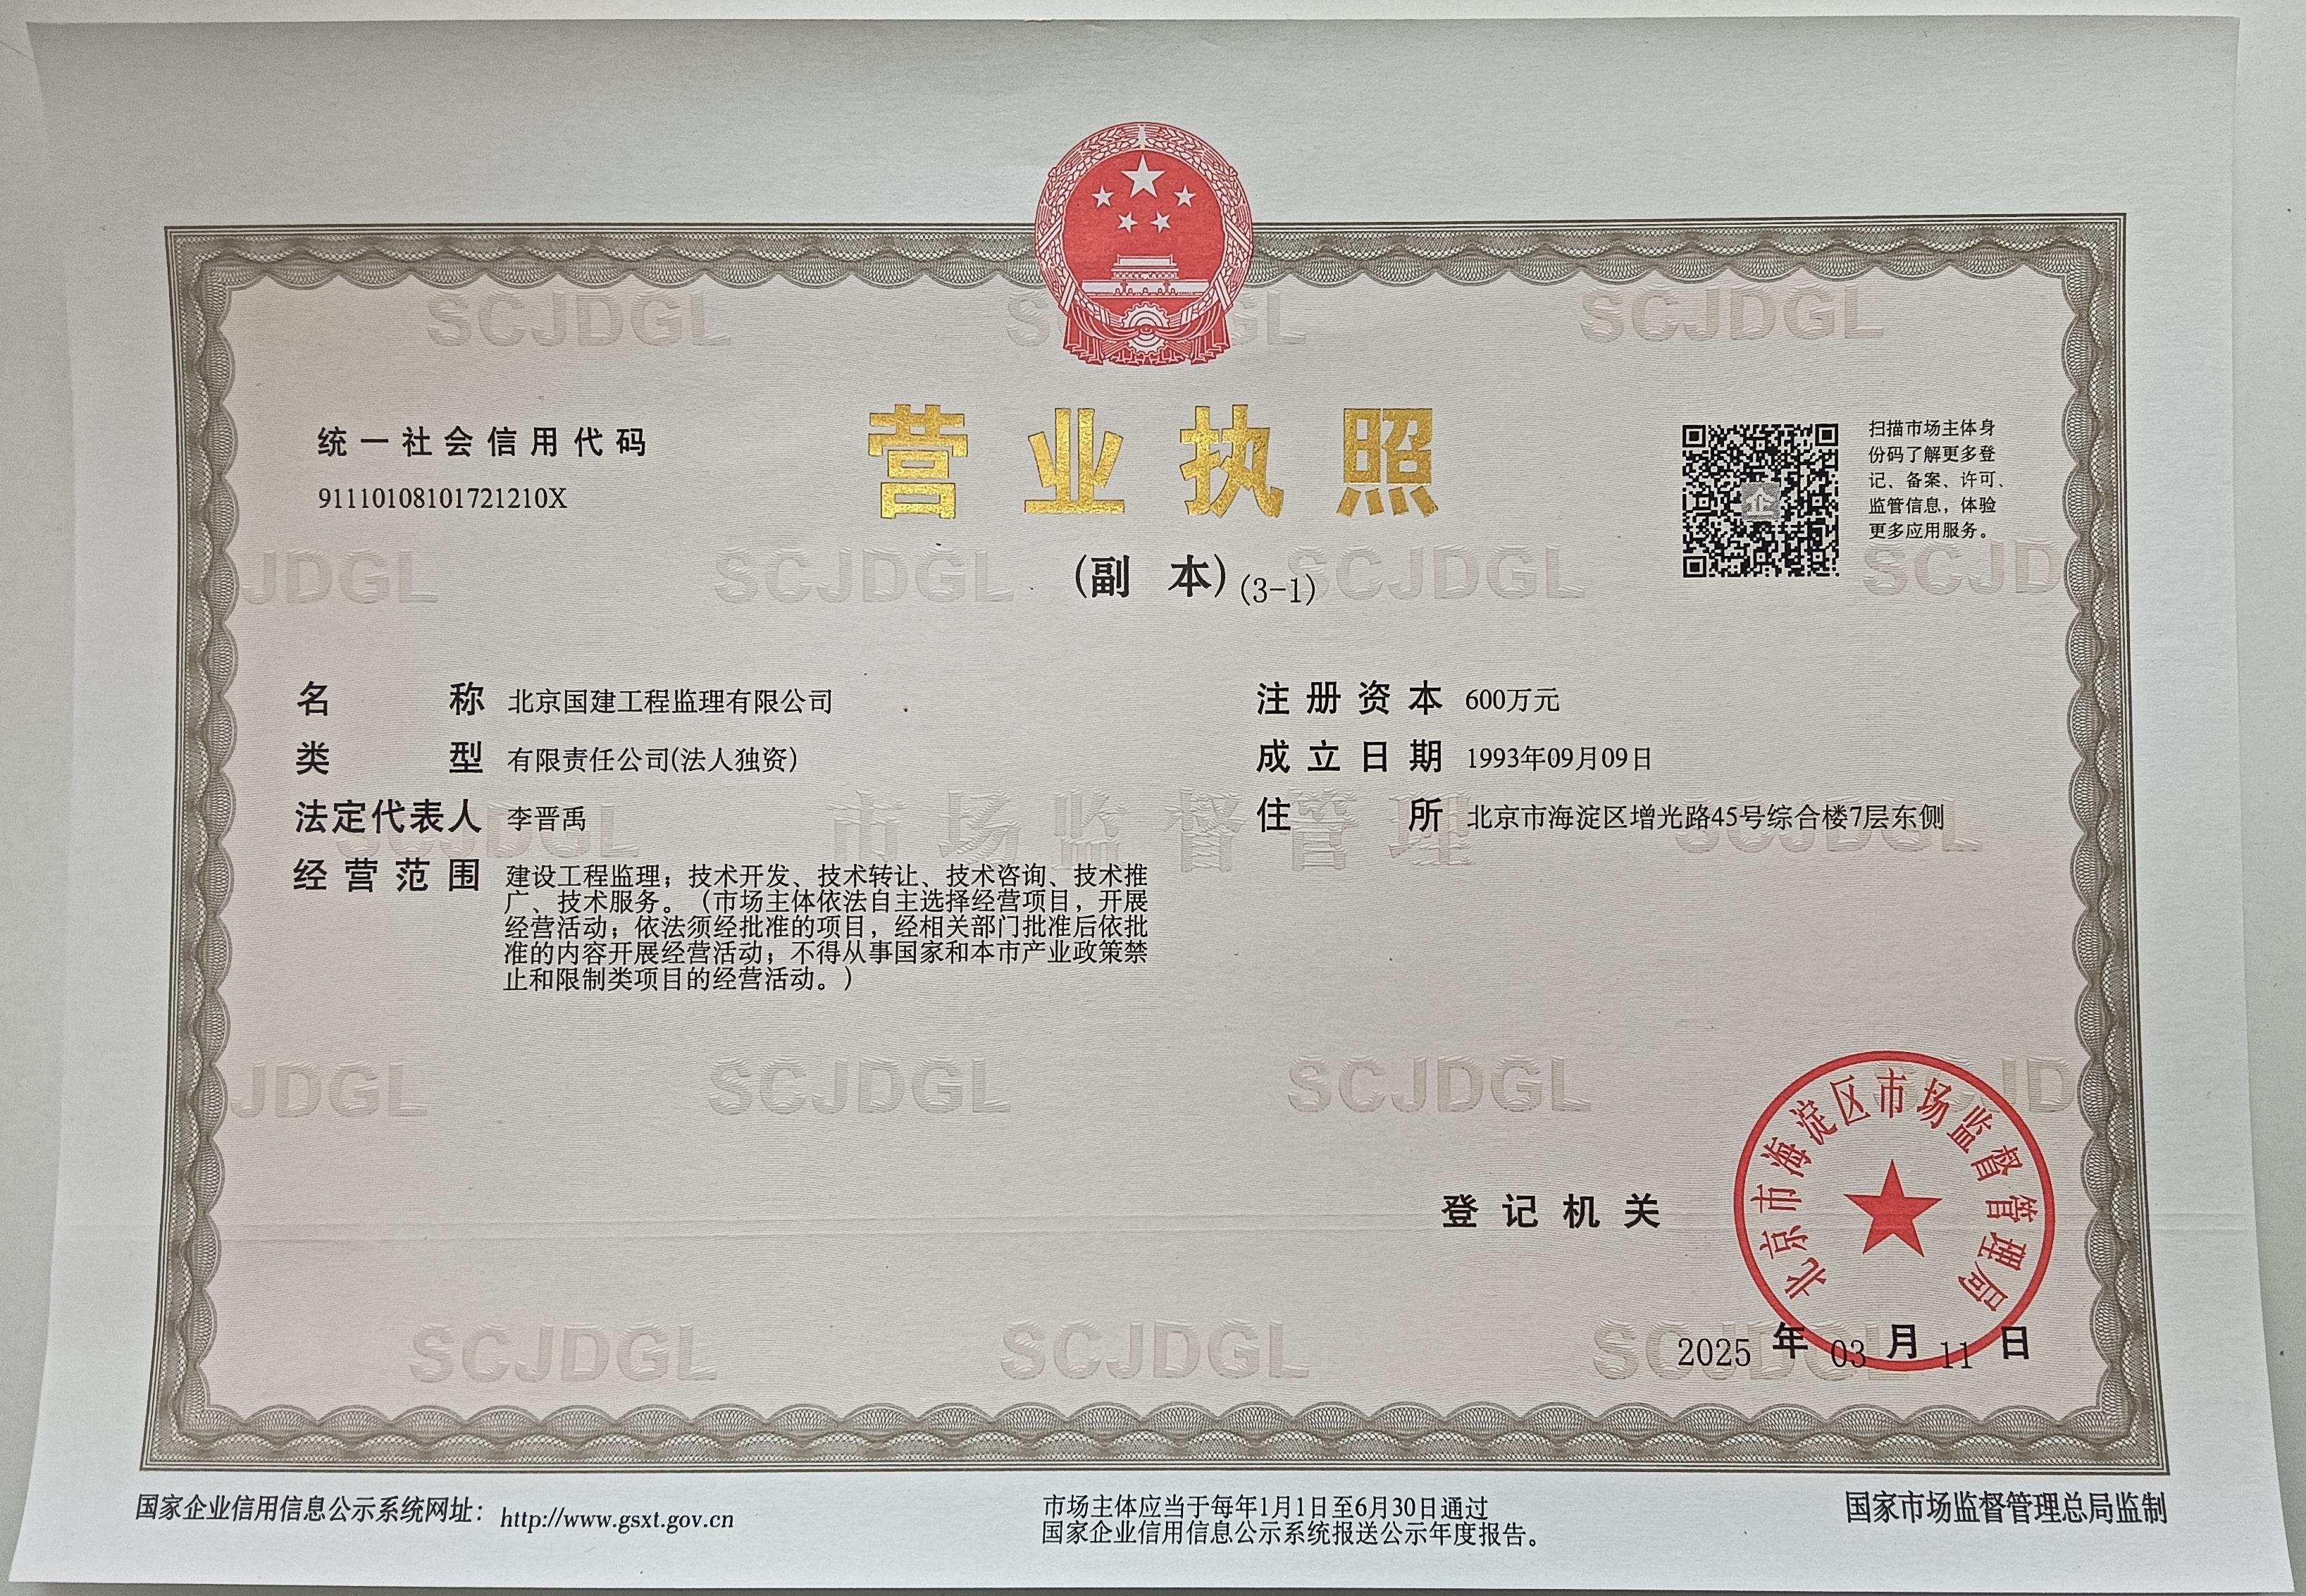 营业执照
(副 本) (3-1)
统一社会信用代码
91110108101721210X
扫描市场主体身
份码了解更多登
记、备案、许可、
监管信息，体验
更多应用服务。
名 称 北京国建工程监理有限公司
类 型 有限责任公司(法人独资)
法定代表人 李晋禹
经营范围 建设工程监理；技术开发、技术转让、技术咨询、技术推
广、技术服务。（市场主体依法自主选择经营项目，开展
经营活动；依法须经批准的项目，经相关部门批准后依批
准的内容开展经营活动；不得从事国家和本市产业政策禁
止和限制类项目的经营活动。）
注册资本 600万元
成立日期 1993年09月09日
住 所 北京市海淀区增光路45号综合楼7层东侧
市场监督管理
SCJDGL
登记机关
北京市海淀区市场监督管理局
2025 年 03 月 11 日
国家企业信用信息公示系统网址： http://www.gsxt.gov.cn
市场主体应当于每年1月1日至6月30日通过
国家企业信用信息公示系统报送公示年度报告。
国家市场监督管理总局监制